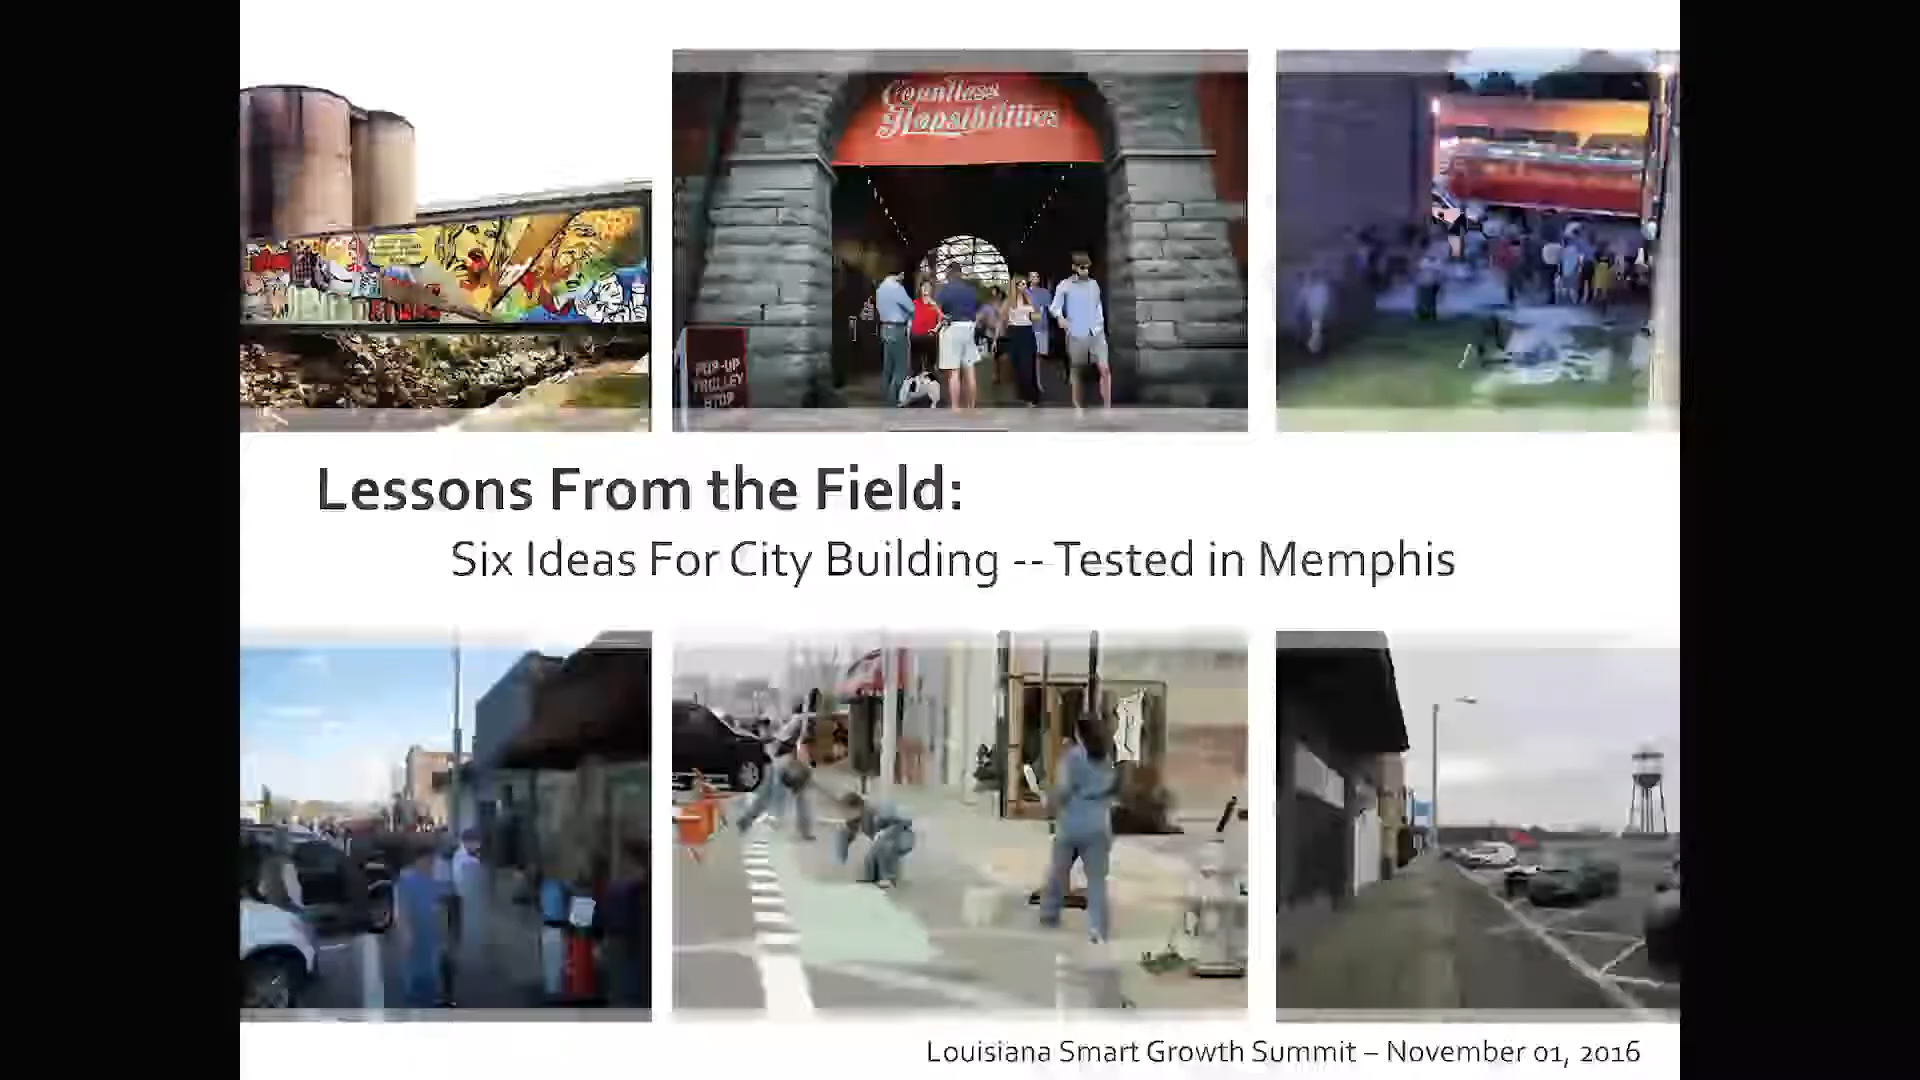 Countless
Hopsibilities
POP-UP
TROLLEY
STOP
Lessons From the Field:
Six Ideas For City Building -- Tested in Memphis
Louisiana Smart Growth Summit – November 01, 2016